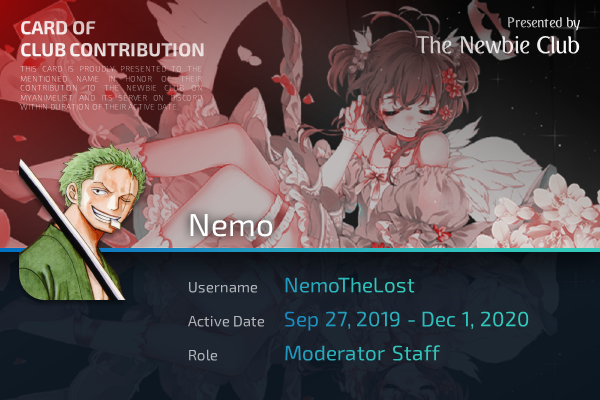 CARD OF
CLUB CONTRIBUTION
THIS CARD IS PROUDLY PRESENTED TO THE
MENTIONED NAME IN HONOR OF THEIR
CONTRIBUTION TO THE NEWBIE CLUB ON
MYANIMELIST AND ITS SERVER ON DISCORD
WITHIN DURATION OF THEIR ACTIVE DATE
Presented by
The Newbie Club
Nemo
Username NemoTheLost
Active Date Sep 27, 2019 - Dec 1, 2020
Role Moderator Staff